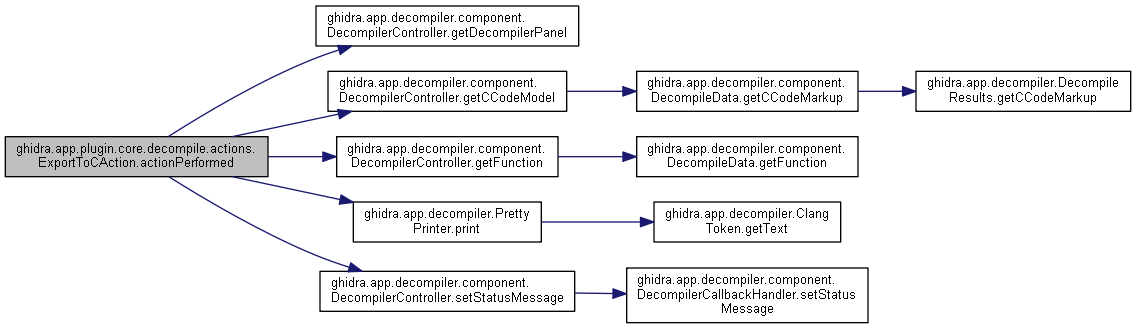 ghidra.app.decompiler.component.
DecompilerController.getDecompilerPanel
ghidra.app.decompiler.component.
DecompilerController.getCCodeModel
ghidra.app.decompiler.component.
DecompileData.getCCodeMarkup
ghidra.app.decompiler.Decompile
Results.getCCodeMarkup
ghidra.app.plugin.core.decompile.actions.
ExportToCAction.actionPerformed
ghidra.app.decompiler.component.
DecompilerController.getFunction
ghidra.app.decompiler.component.
DecompileData.getFunction
ghidra.app.decompiler.Pretty
Printer.print
ghidra.app.decompiler.Clang
Token.getText
ghidra.app.decompiler.component.
DecompilerController.setStatusMessage
ghidra.app.decompiler.component.
DecompilerCallbackHandler.setStatus
Message